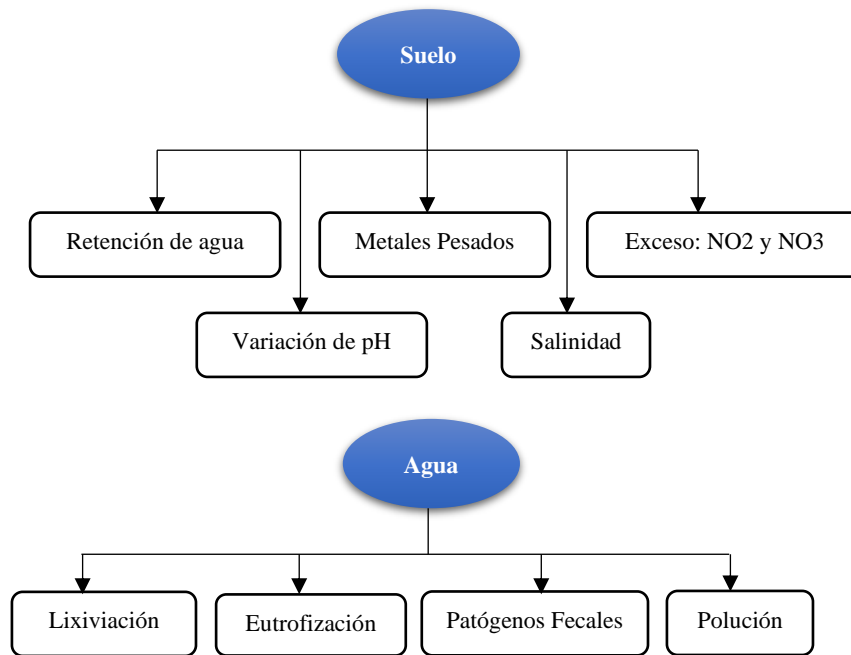 Suelo
Retención de agua
Metales Pesados
Exceso: NO2 y NO3
Variación de pH
Salinidad
Agua
Lixiviación
Eutrofización
Patógenos Fecales
Polución